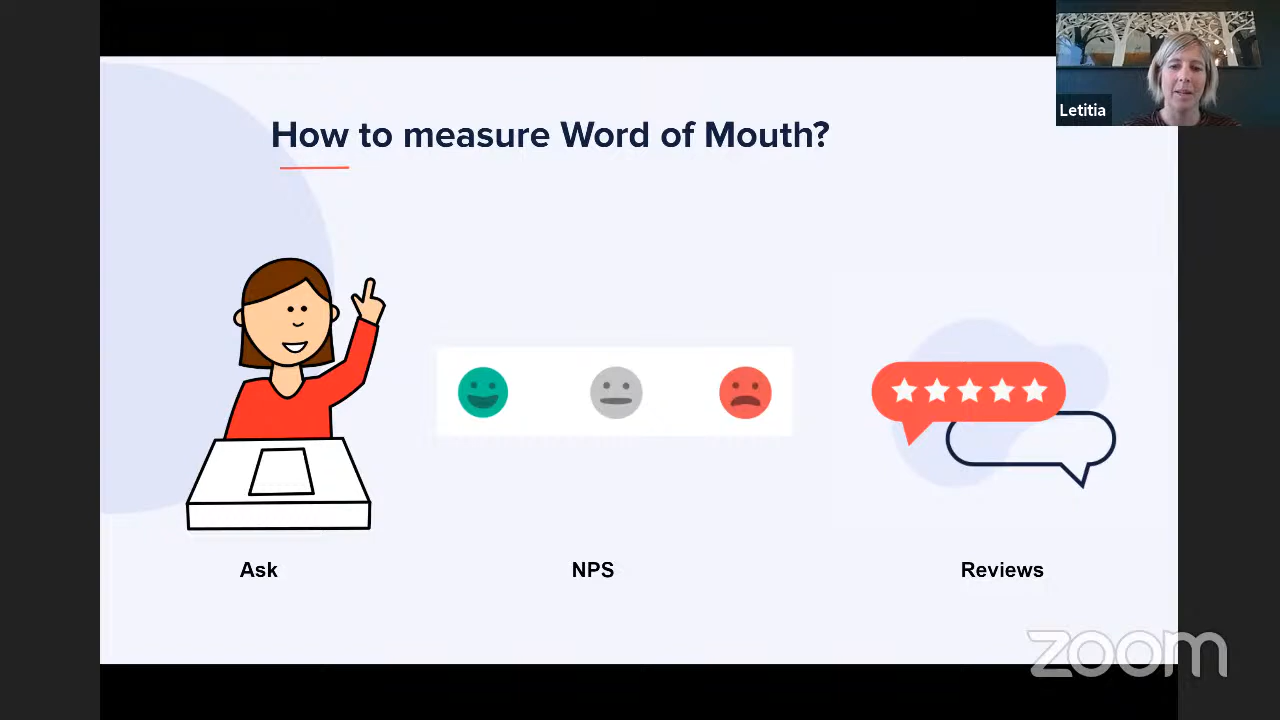 How to measure Word of Mouth?
Letitia
Ask
NPS
Reviews
zoom